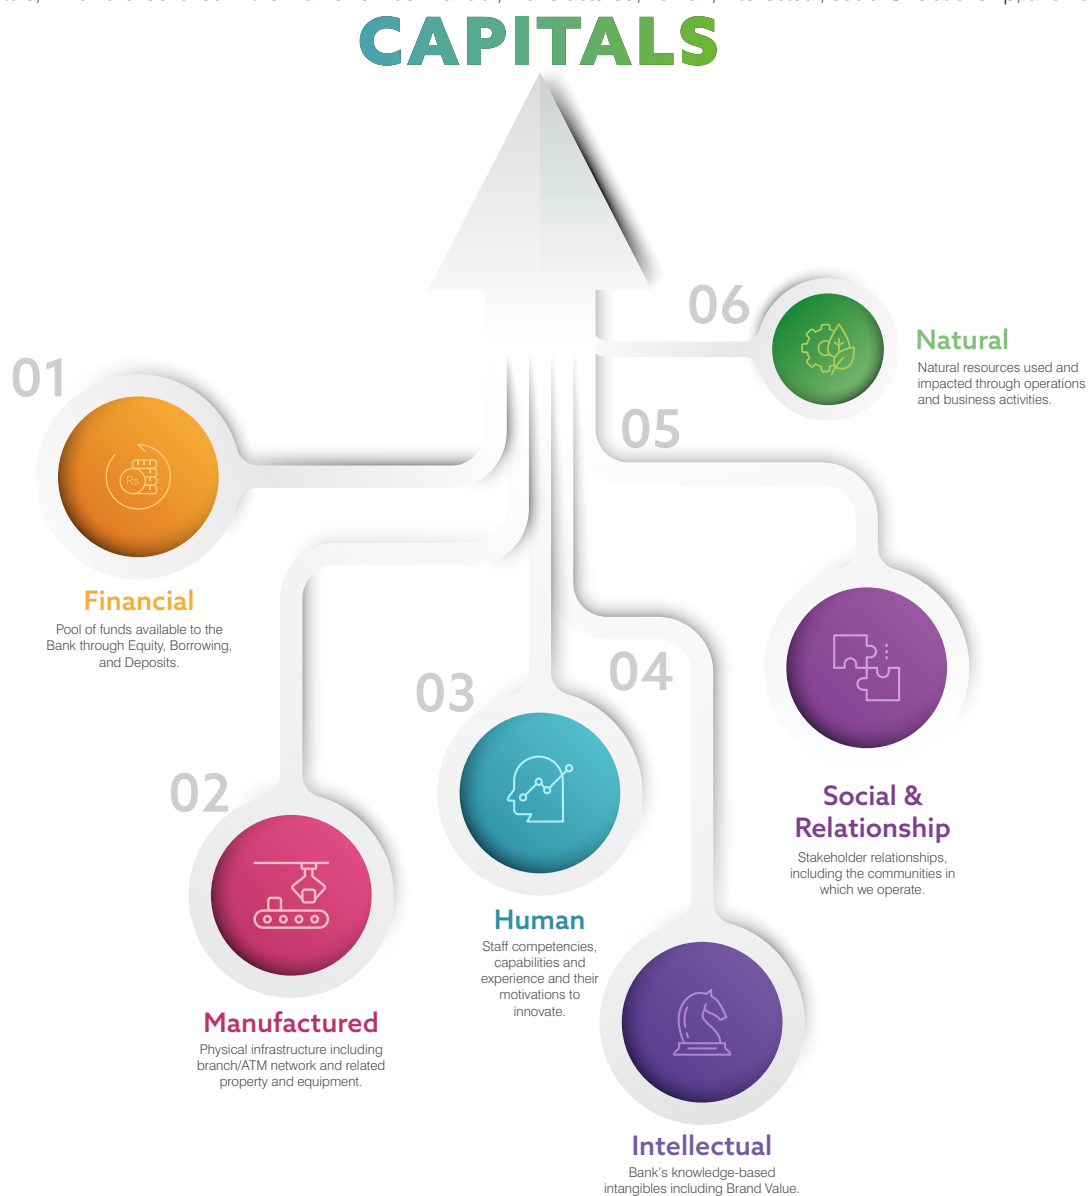 CAPITALS
01
Financial
Pool of funds available to the
Bank through Equity, Borrowing,
and Deposits.
02
Manufactured
Physical infrastructure including
branch/ATM network and related
property and equipment.
03
Human
Staff competencies,
capabilities and
experience and their
motivations to
innovate.
04
Intellectual
Bank's knowledge-based
intangibles including Brand Value.
05
Social &
Relationship
Stakeholder relationships,
including the communities in
which we operate.
06
Natural
Natural resources used and
impacted through operations
and business activities.
Rs